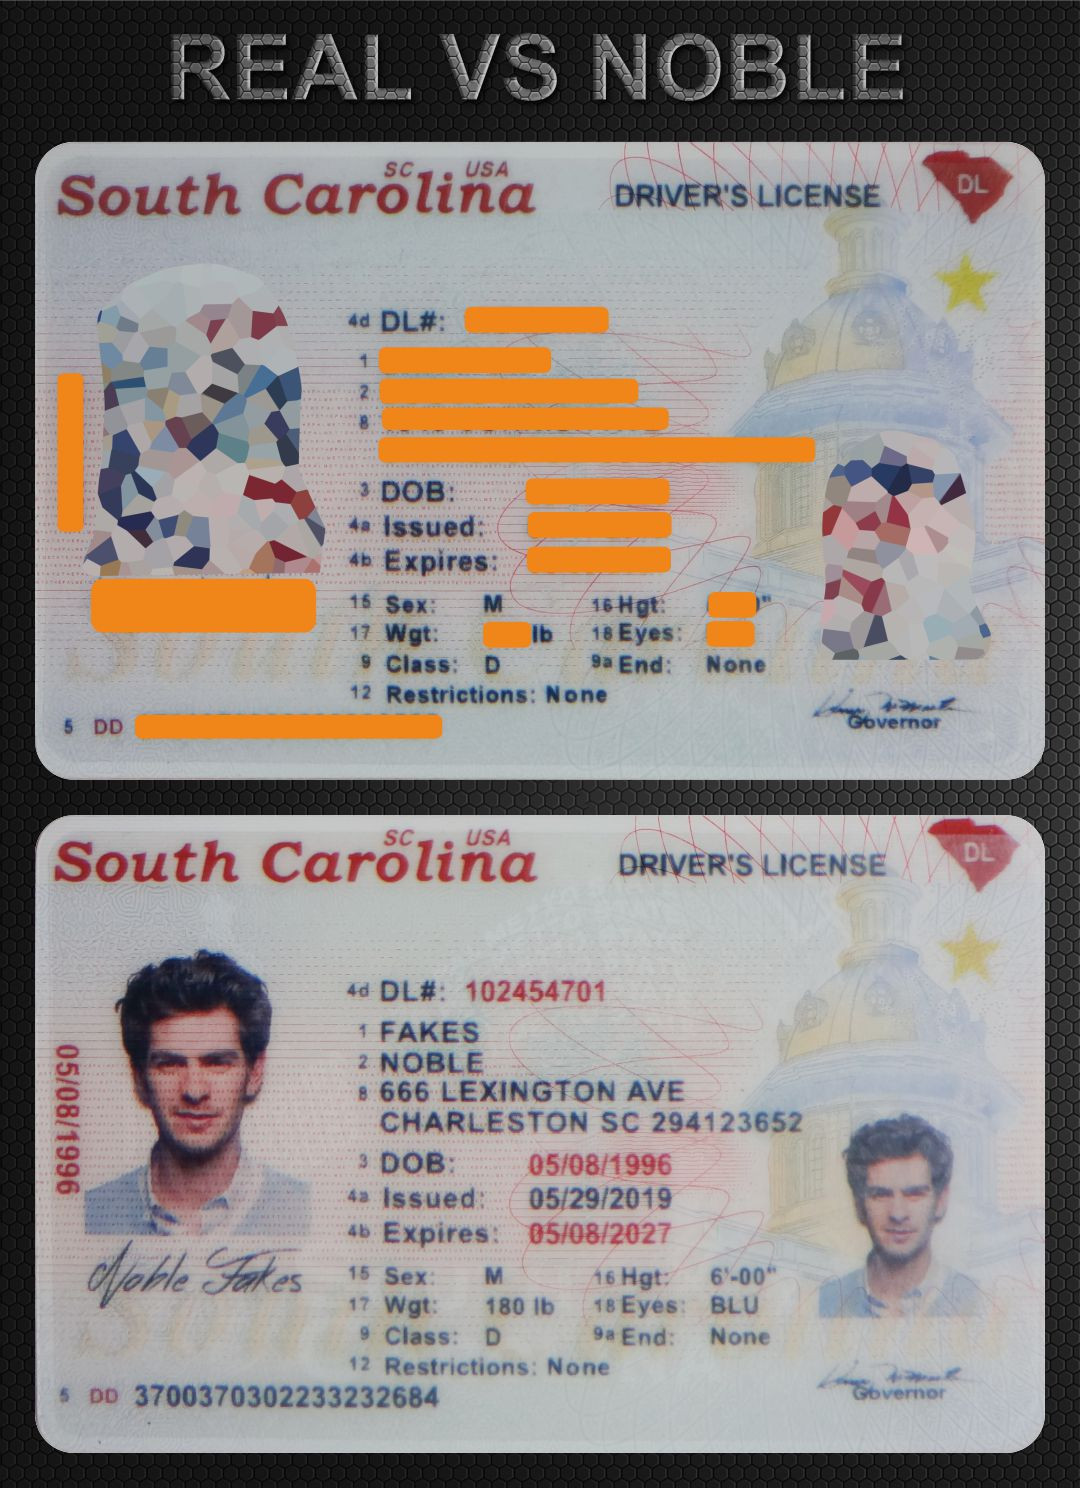 REAL VS NOBLE
SC USA
South Carolina DRIVER'S LICENSE DL
4d DL#:
1
2
8
3 DOB:
4a Issued:
4b Expires:
15 Sex: M 16 Hgt: "
17 Wgt: lb 18 Eyes:
9 Class: D 9a End: None
12 Restrictions: None
5 DD
Governor
SC USA
South Carolina DRIVER'S LICENSE DL
4d DL#: 102454701
1 FAKES
2 NOBLE
8 666 LEXINGTON AVE
CHARLESTON SC 294123652
05/08/1996
3 DOB: 05/08/1996
4a Issued: 05/29/2019
4b Expires: 05/08/2027
Noble Fakes
15 Sex: M 16 Hgt: 6'-00"
17 Wgt: 180 lb 18 Eyes: BLU
9 Class: D 9a End: None
12 Restrictions: None
5 DD 3700370302233232684
Governor